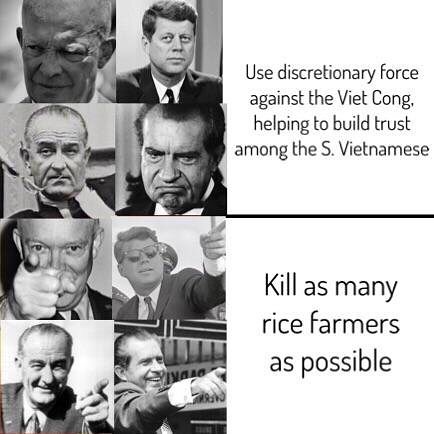 Use discretionary force
against the Viet Cong,
helping to build trust
among the S. Vietnamese
Kill as many
rice farmers
as possible